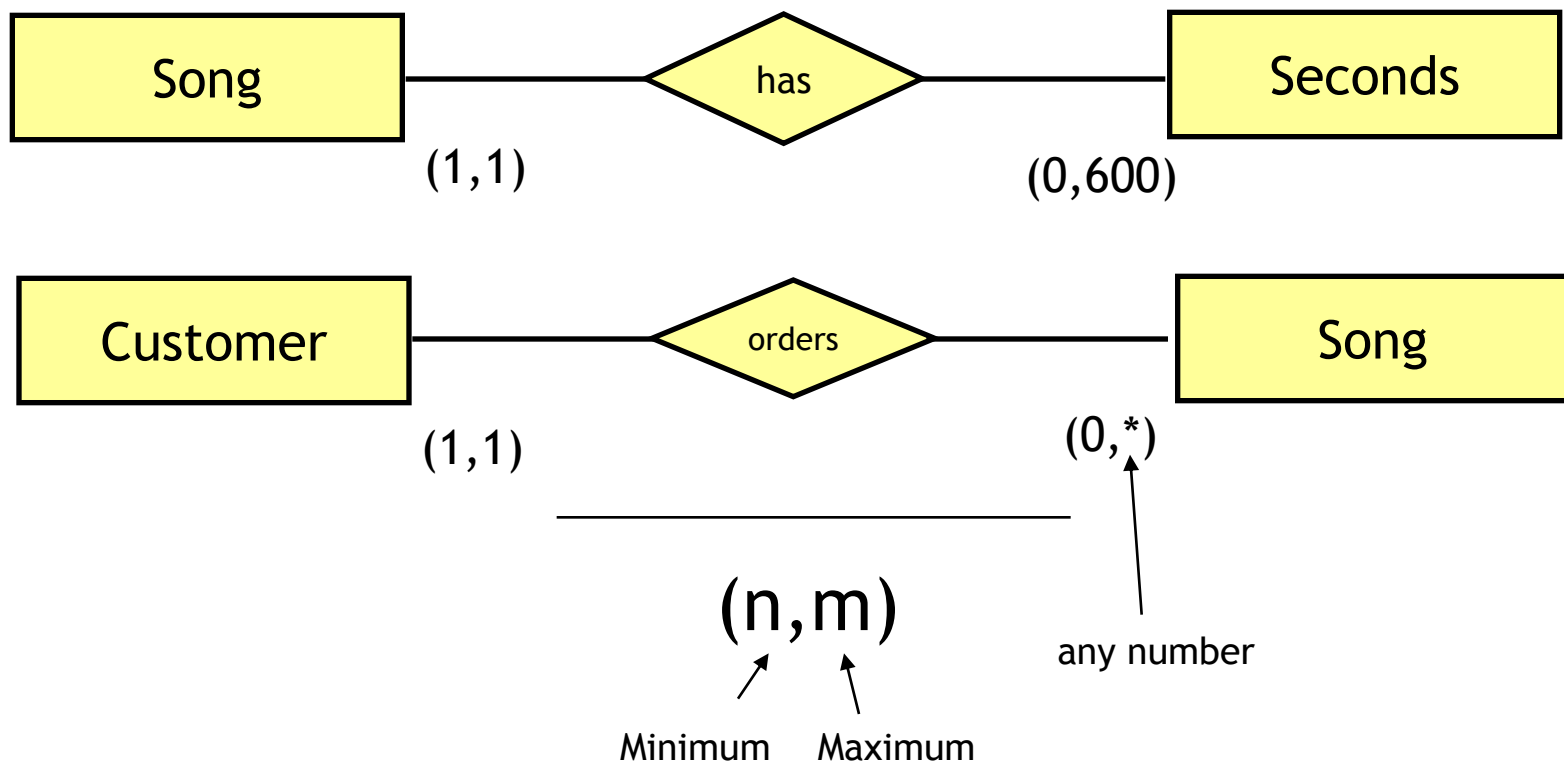 Song
has
Seconds
(1,1)
(0,600)
Customer
orders
Song
(1,1)
(0,*)
(n,m)
any number
Minimum
Maximum